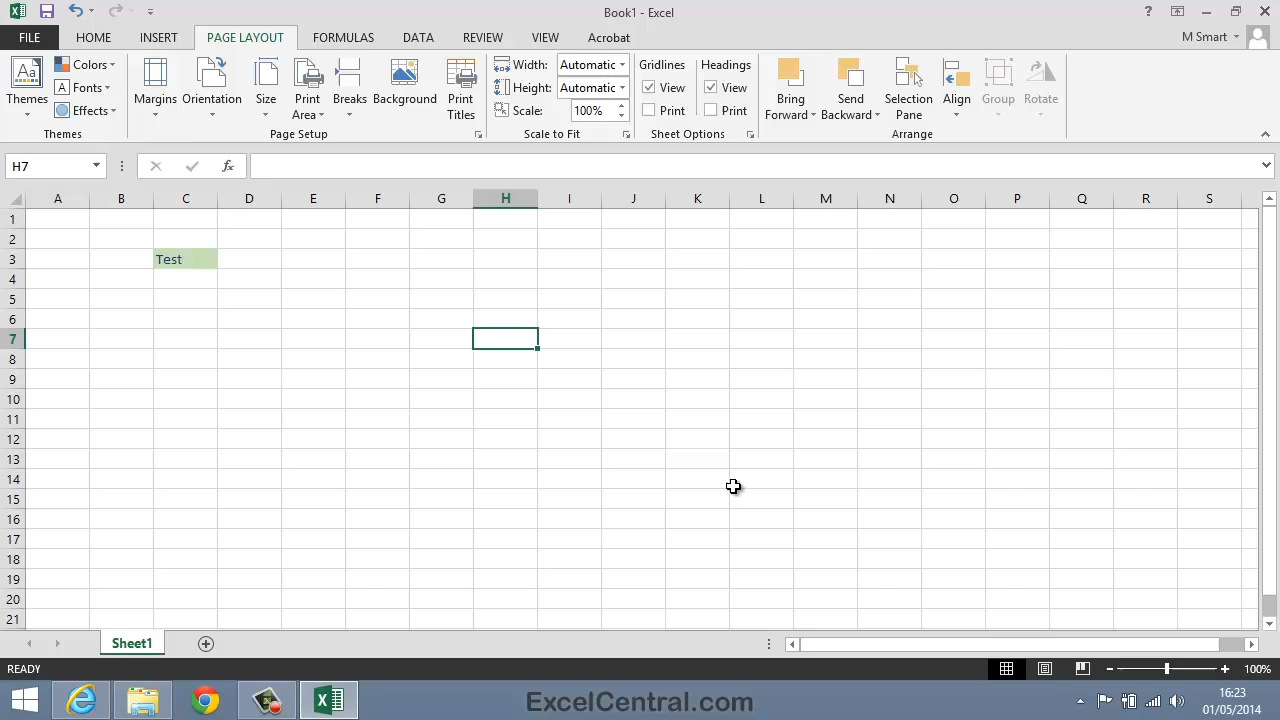 Book1 - Excel
?
FILE HOME INSERT PAGE LAYOUT FORMULAS DATA REVIEW VIEW Acrobat M Smart
Colors Width: Automatic Gridlines Headings
Fonts Height: Automatic View View
Themes Effects Margins Orientation Size Print Area Breaks Background Print Titles Scale: 100% Print Print Bring Forward Send Backward Selection Pane Align Group Rotate
Themes Page Setup Scale to Fit Sheet Options Arrange
H7 fx
A B C D E F G H I J K L M N O P Q R S
1
2
3 Test
4
5
6
7
8
9
10
11
12
13
14
15
16
17
18
19
20
21
Sheet1
READY 100%
ExcelCentral.com
16:23
01/05/2014